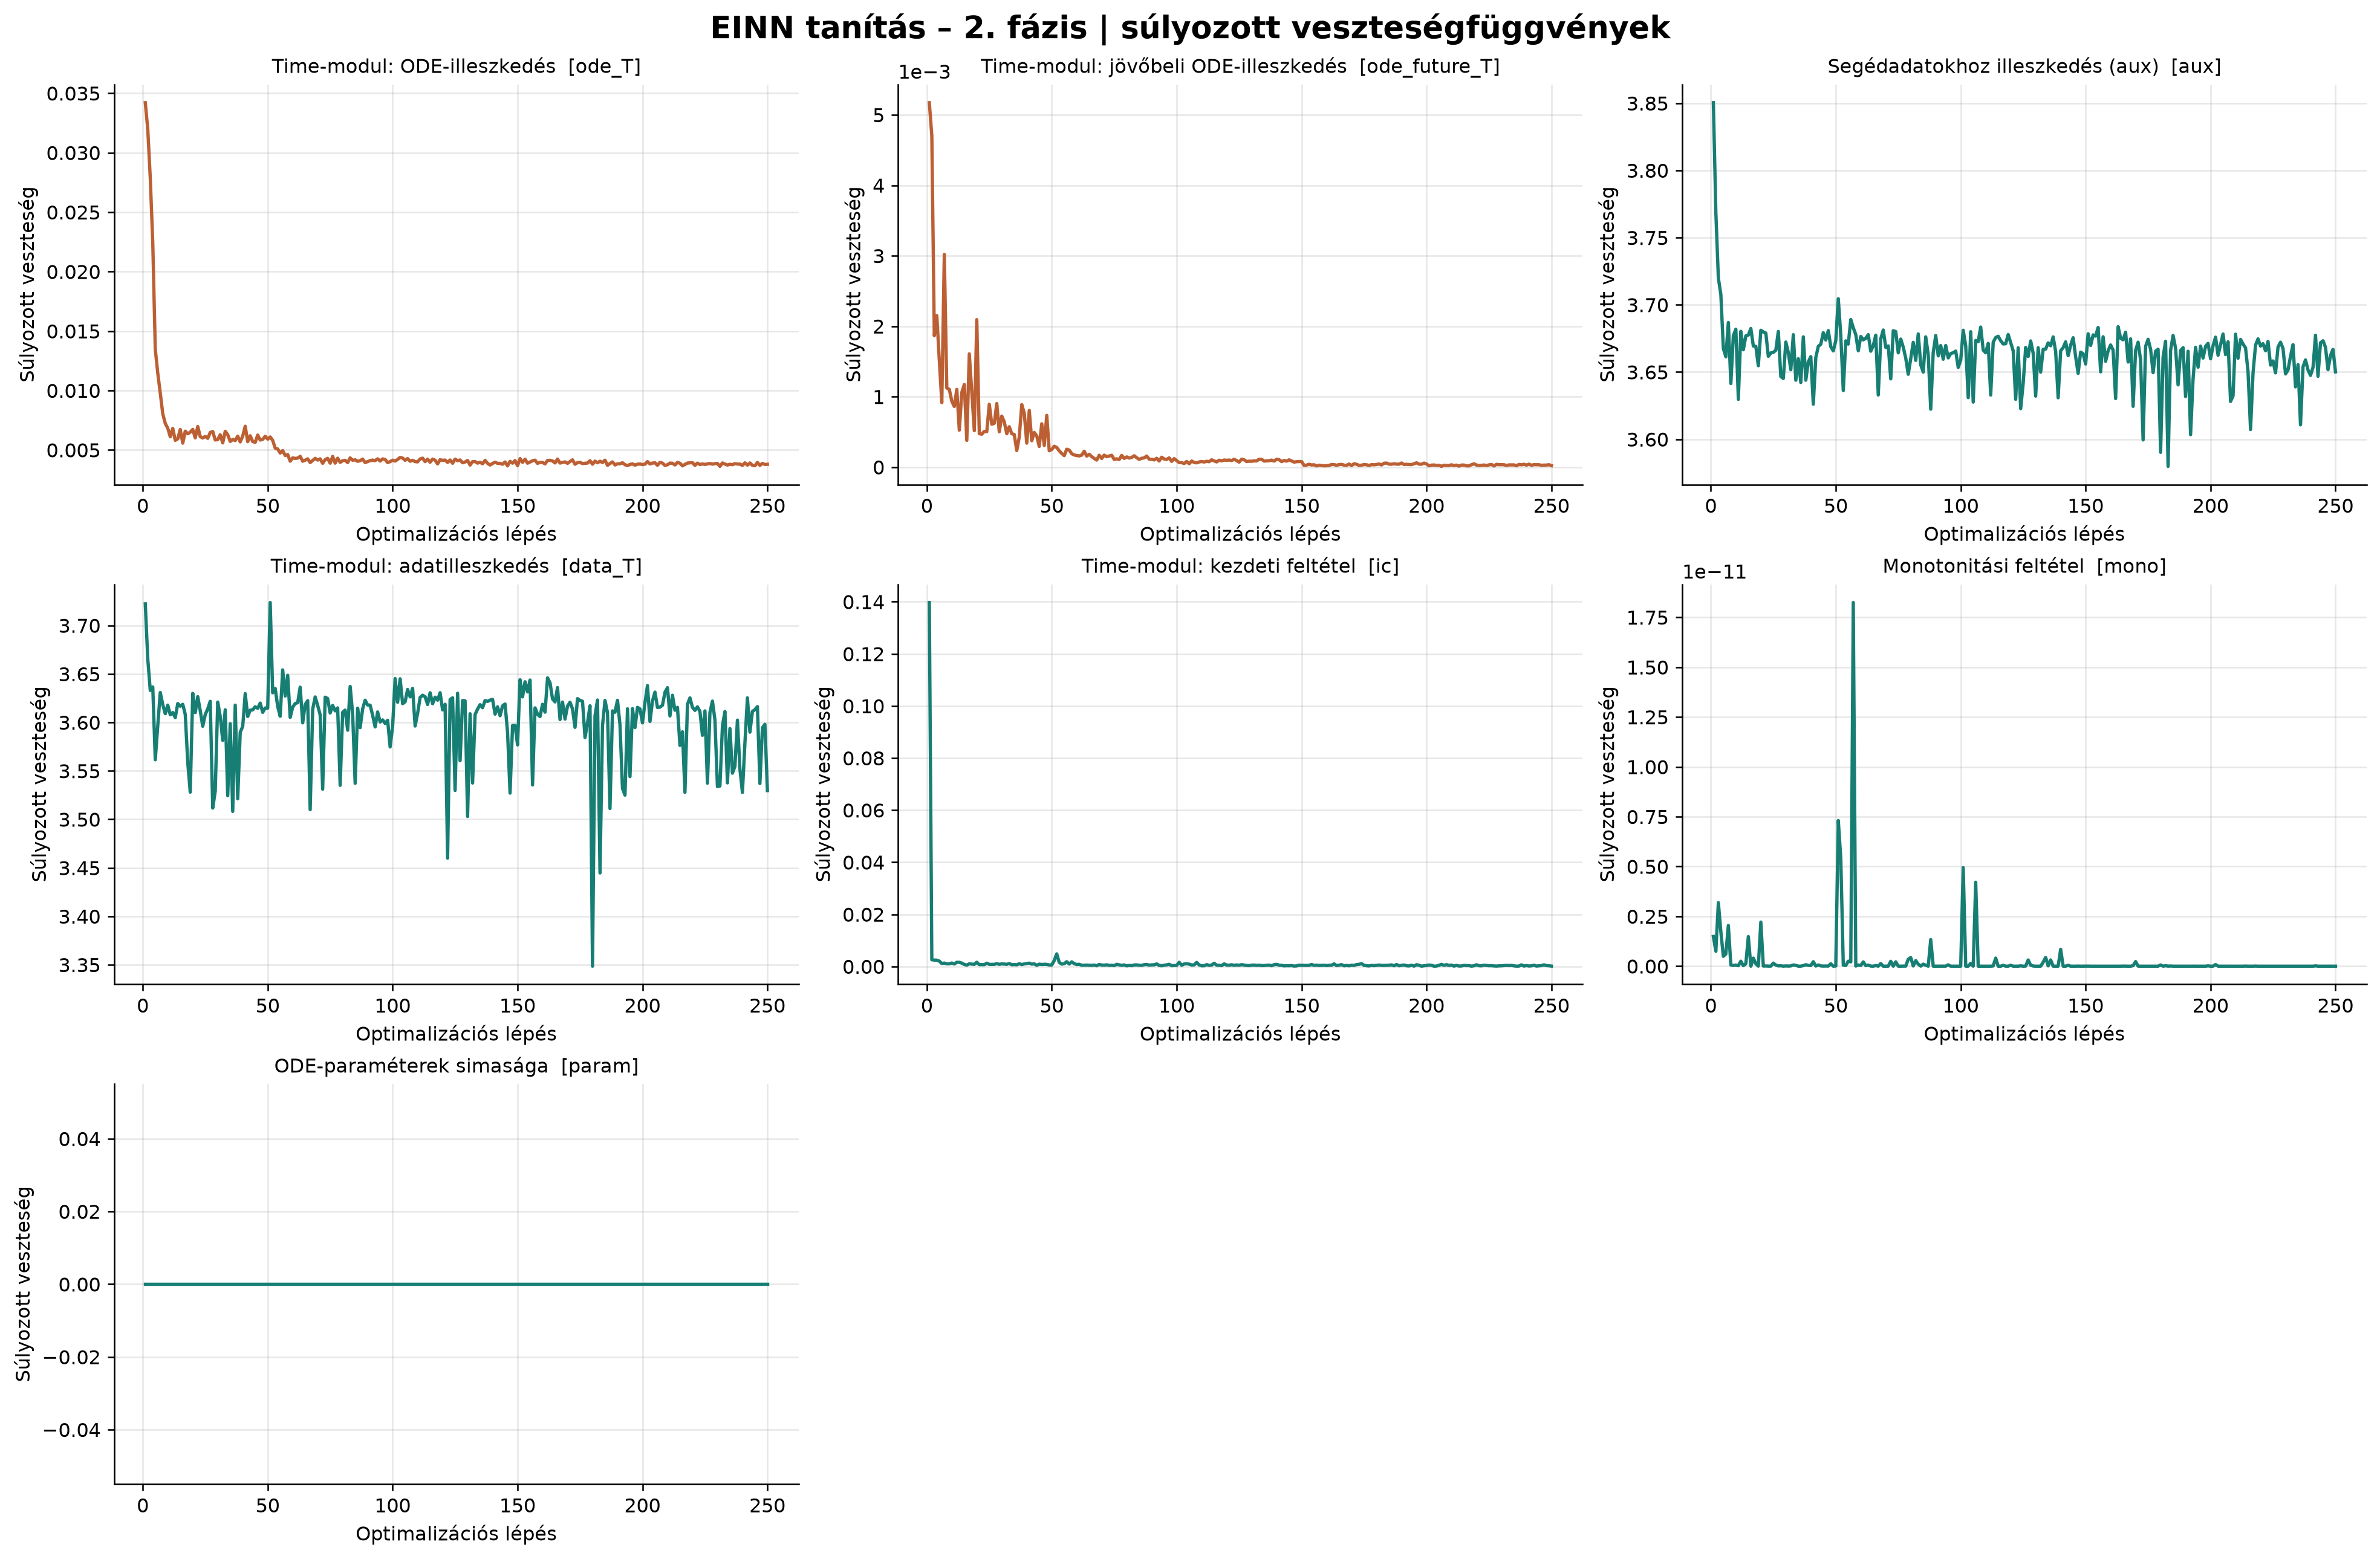 EINN tanítás – 2. fázis | súlyozott veszteségfüggvények
Time-modul: ODE-illeszkedés [ode_T]
Súlyozott veszteség
0.035
0.030
0.025
0.020
0.015
0.010
0.005
0 50 100 150 200 250
Optimalizációs lépés
Time-modul: jövőbeli ODE-illeszkedés [ode_future_T]
1e−3
Súlyozott veszteség
5
4
3
2
1
0
0 50 100 150 200 250
Optimalizációs lépés
Segédadatokhoz illeszkedés (aux) [aux]
Súlyozott veszteség
3.85
3.80
3.75
3.70
3.65
3.60
0 50 100 150 200 250
Optimalizációs lépés
Time-modul: adatilleszkedés [data_T]
Súlyozott veszteség
3.70
3.65
3.60
3.55
3.50
3.45
3.40
3.35
0 50 100 150 200 250
Optimalizációs lépés
Time-modul: kezdeti feltétel [ic]
Súlyozott veszteség
0.14
0.12
0.10
0.08
0.06
0.04
0.02
0.00
0 50 100 150 200 250
Optimalizációs lépés
Monotonitási feltétel [mono]
1e−11
Súlyozott veszteség
1.75
1.50
1.25
1.00
0.75
0.50
0.25
0.00
0 50 100 150 200 250
Optimalizációs lépés
ODE-paraméterek simasága [param]
Súlyozott veszteség
0.04
0.02
0.00
−0.02
−0.04
0 50 100 150 200 250
Optimalizációs lépés